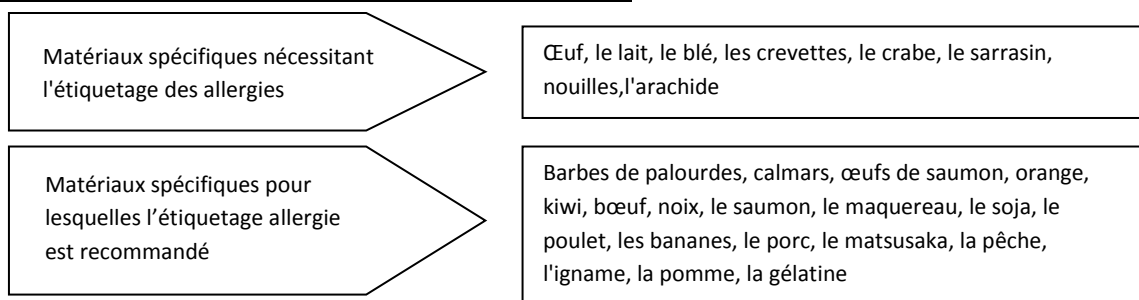 Matériaux spécifiques nécessitant
l'étiquetage des allergies
Œuf, le lait, le blé, les crevettes, le crabe, le sarrasin,
nouilles,l'arachide
Matériaux spécifiques pour
lesquelles l’étiquetage allergie
est recommandé
Barbes de palourdes, calmars, œufs de saumon, orange,
kiwi, bœuf, noix, le saumon, le maquereau, le soja, le
poulet, les bananes, le porc, le matsusaka, la pêche,
l'igname, la pomme, la gélatine